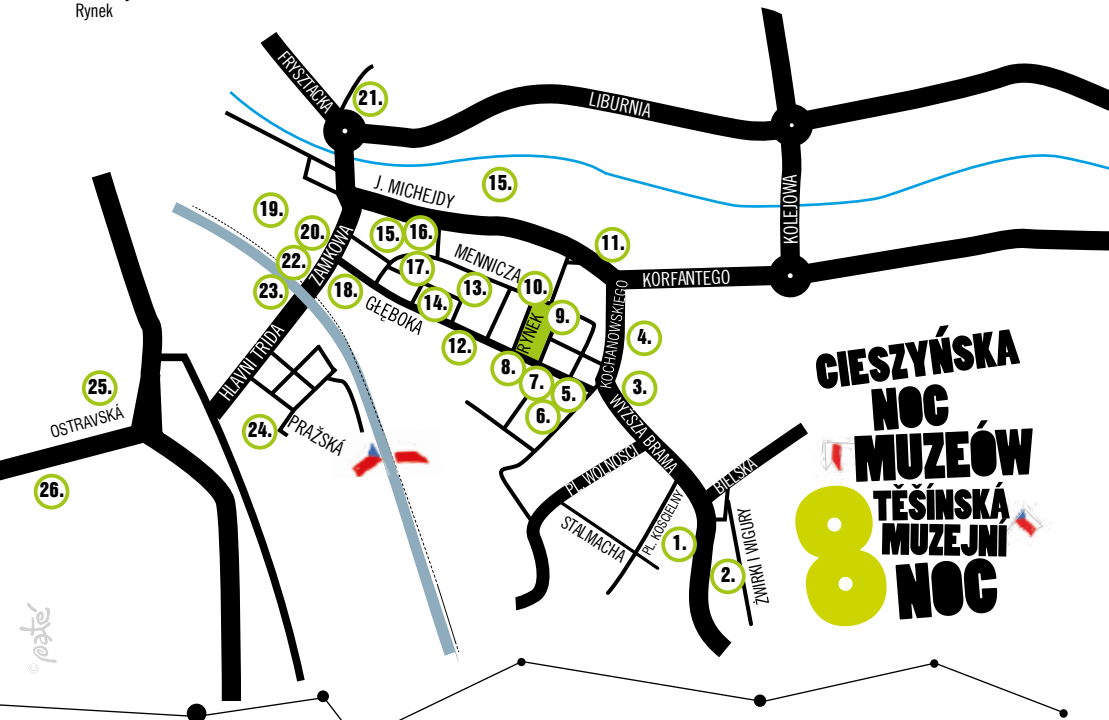 Rynek
FRYSZTACKA
21.
LIBURNIA
KOLEJOWA
J. MICHEJDY
15.
19.
20.
ZAMKOWA
15.
16.
11.
22.
17.
MENNICZA
KORFANTEGO
23.
18.
13.
10.
GŁĘBOKA
14.
RYNEK
9.
KOCHANOWSKIEGO
4.
12.
8.
7.
5.
3.
6.
HLAVNI TRIDA
25.
OSTRAVSKÁ
24.
PRAŽSKÁ
26.
WYŻSZA BRAMA
PL. WOLNOŚCI
BIELSKA
STALMACHA
PL. KOŚCIELNY
1.
2.
ŻWIRKI I WIGURY
CIESZYŃSKA
NOC
MUZEÓW
8
TĚŠÍNSKÁ
MUZEJNÍ
NOC
© paté